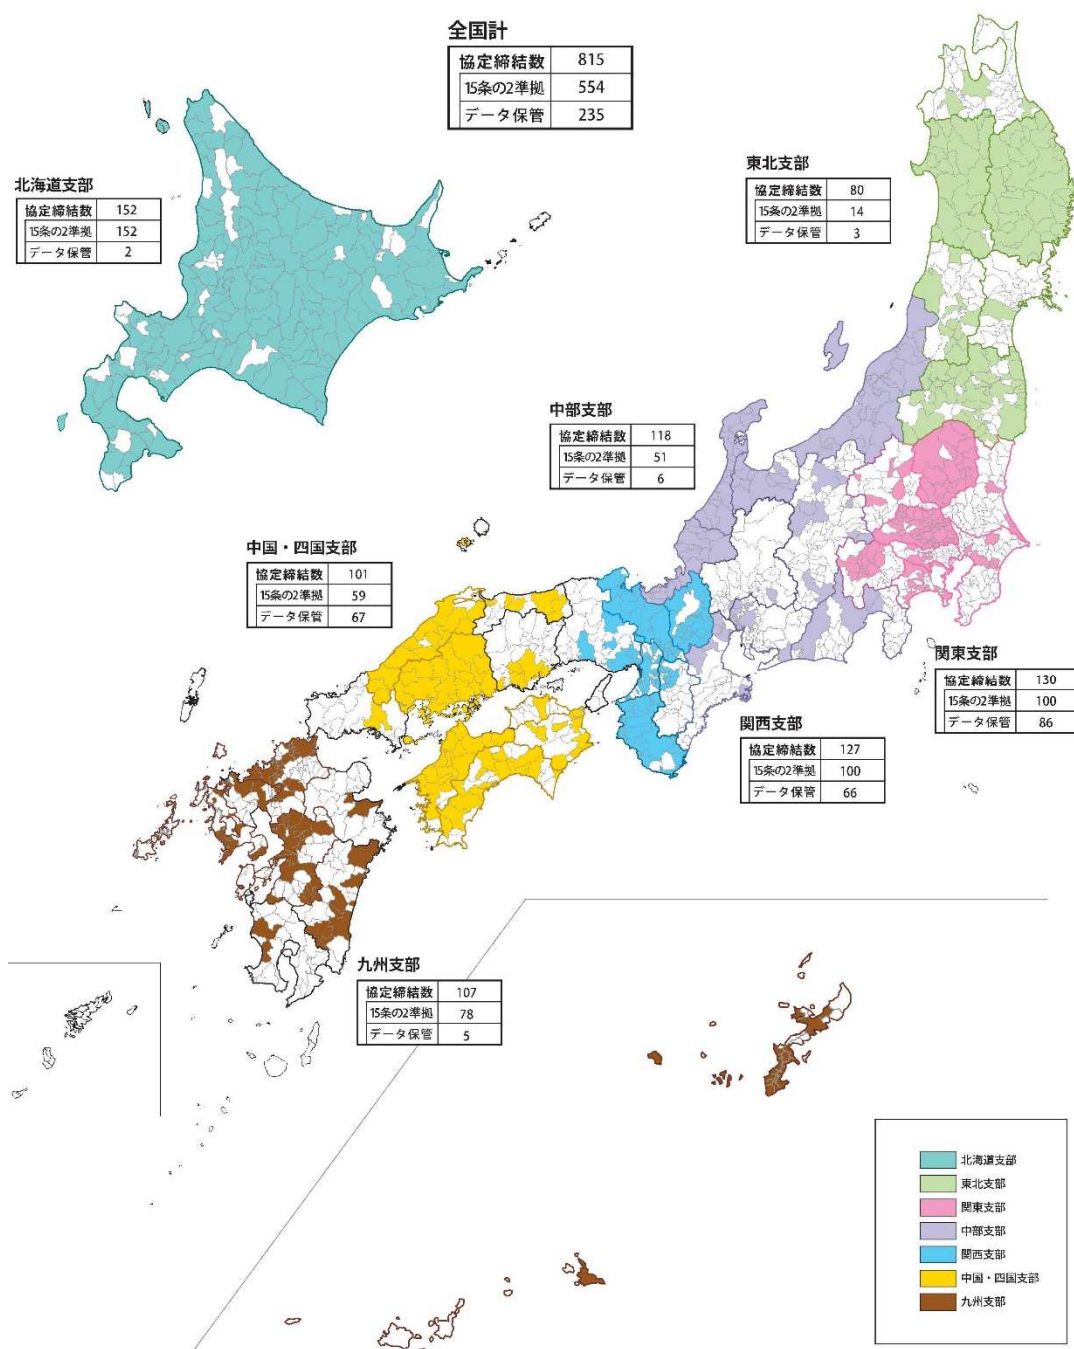 全国計
協定締結数 815
15条の2準拠 554
データ保管 235
北海道支部
協定締結数 152
15条の2準拠 152
データ保管 2
東北支部
協定締結数 80
15条の2準拠 14
データ保管 3
中部支部
協定締結数 118
15条の2準拠 51
データ保管 6
中国・四国支部
協定締結数 101
15条の2準拠 59
データ保管 67
関東支部
協定締結数 130
15条の2準拠 100
データ保管 86
関西支部
協定締結数 127
15条の2準拠 100
データ保管 66
九州支部
協定締結数 107
15条の2準拠 78
データ保管 5
北海道支部
東北支部
関東支部
中部支部
関西支部
中国・四国支部
九州支部